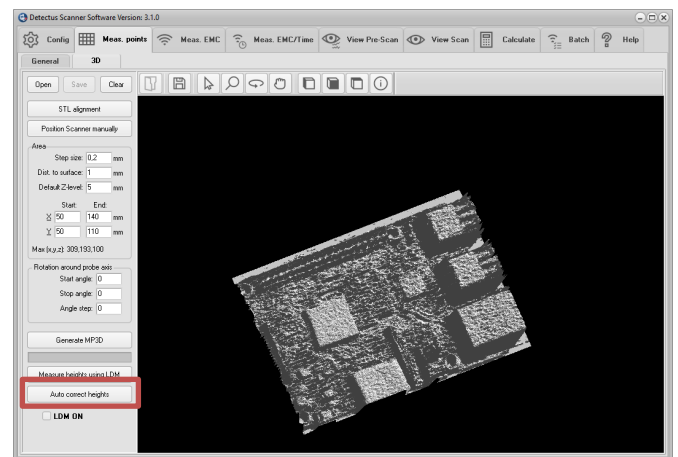 Detectus Scanner Software Version: 3.1.0
Config Meas. points Meas. EMC Meas. EMC/Time View Pre-Scan View Scan Calculate Batch Help
General 3D
Open Save Clear
STL alignment
Position Scanner manually
Area
Step size: 0,2 mm
Dist. to surface: 1 mm
Default Z-level: 5 mm
Start: End:
X 50 140 mm
Y 50 110 mm
Max (x,y,z): 309,193,100
Rotation around probe axis
Start angle: 0
Stop angle: 0
Angle step: 0
Generate MP3D
Measure heights using LDM
Auto correct heights
LDM ON